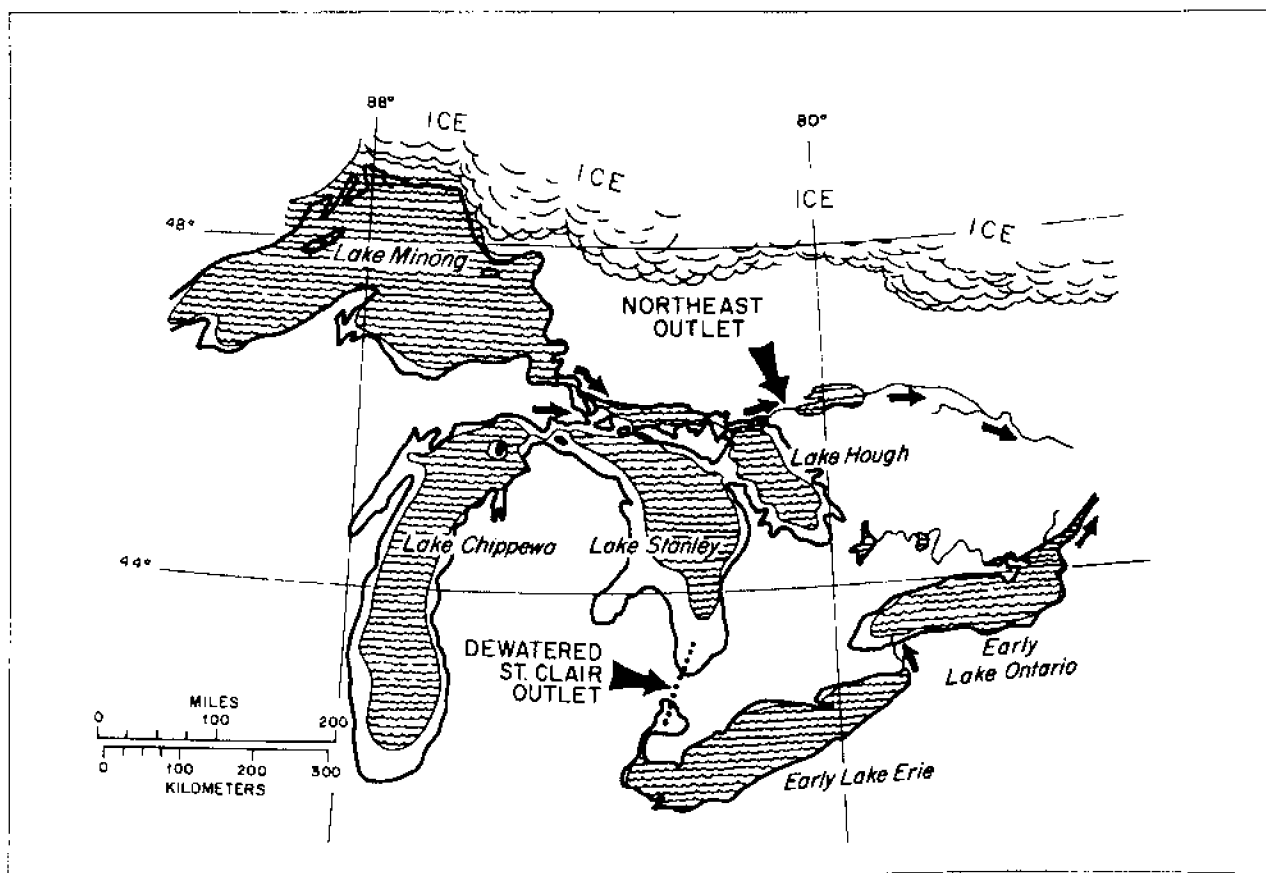 88°
ICE
80°
ICE
ICE
ICE
48°
Lake Minong
NORTHEAST
OUTLET
Lake Hough
Lake Chippewa
Lake Stanley
44°
DEWATERED
ST. CLAIR
OUTLET
Early
Lake Ontario
MILES
0 100 200
0 100 200 300
KILOMETERS
Early Lake Erie